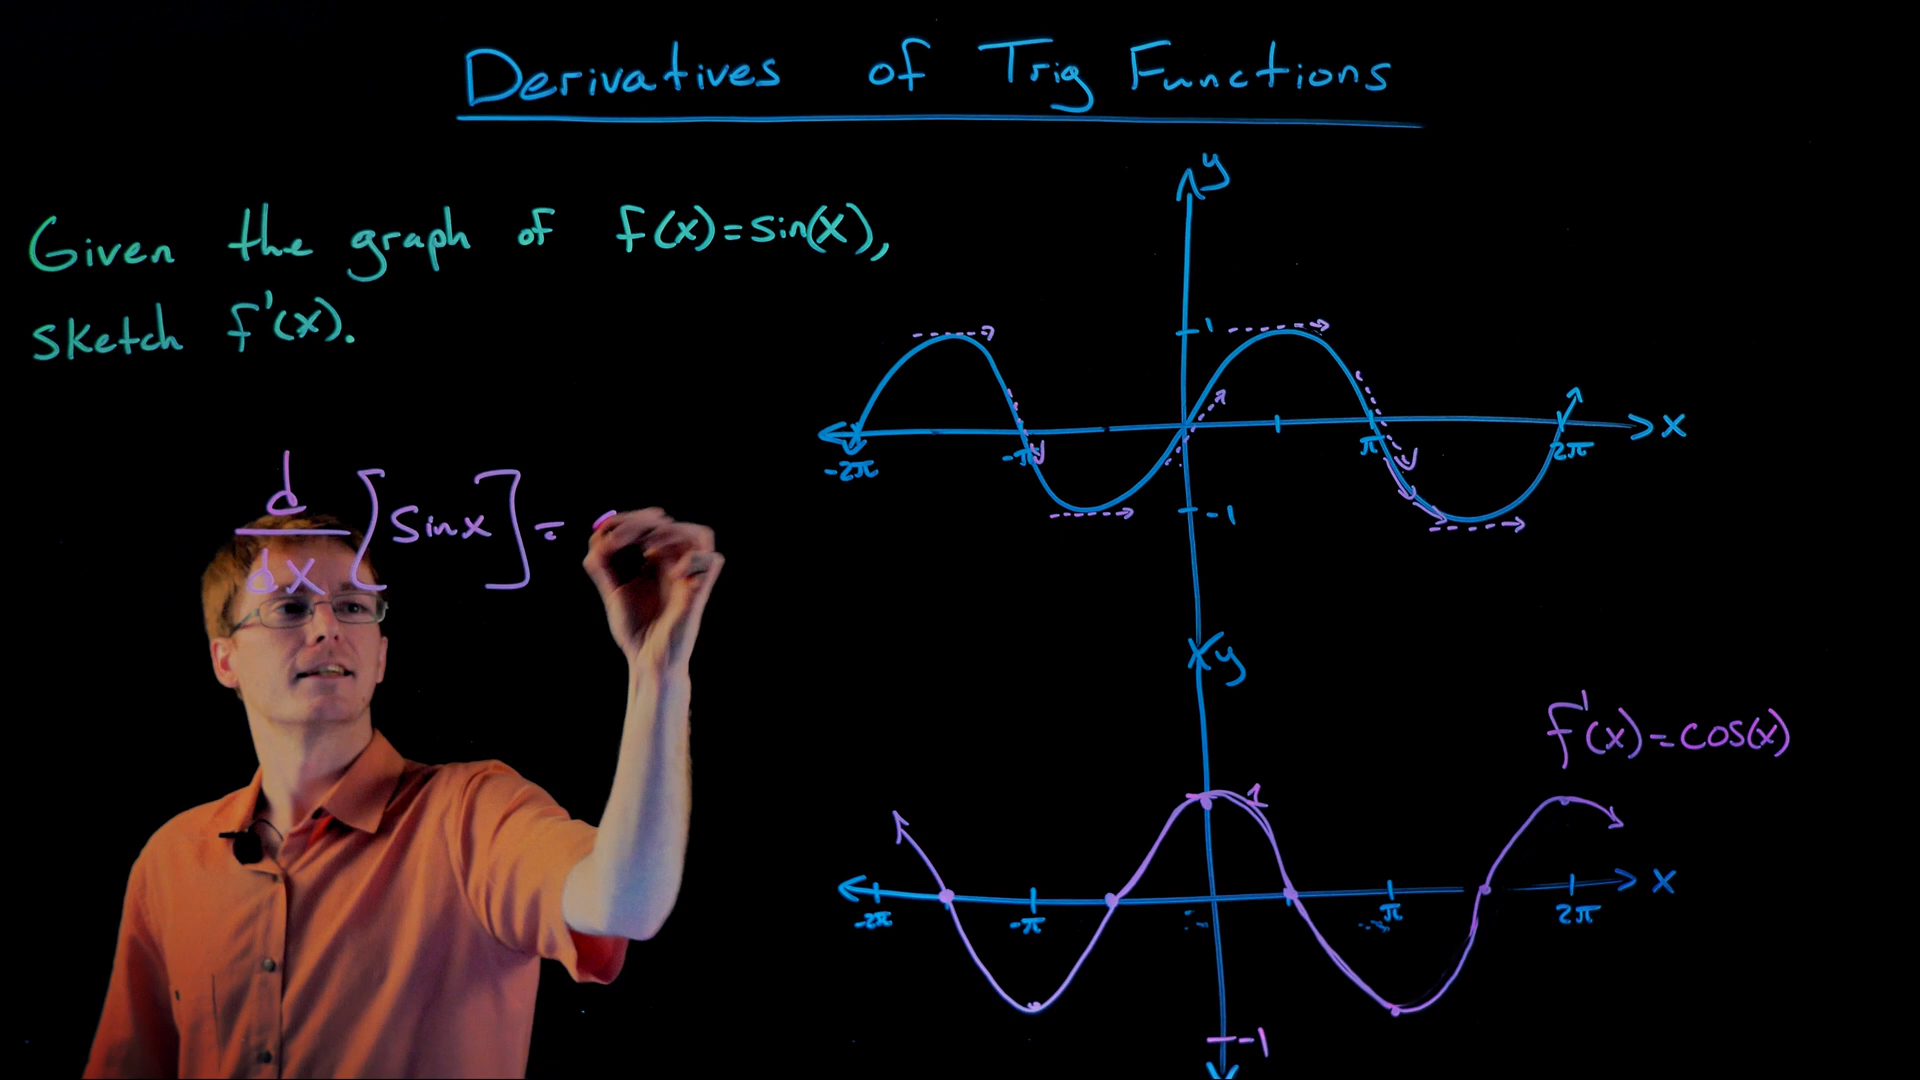 Derivatives of Trig Functions
Given the graph of f(x)=sin(x),
sketch f'(x).
d/dx [sinx] =
y
1
x
-2π -π π 2π
-1
y
f'(x)=cos(x)
1
x
-2π -π π 2π
-1